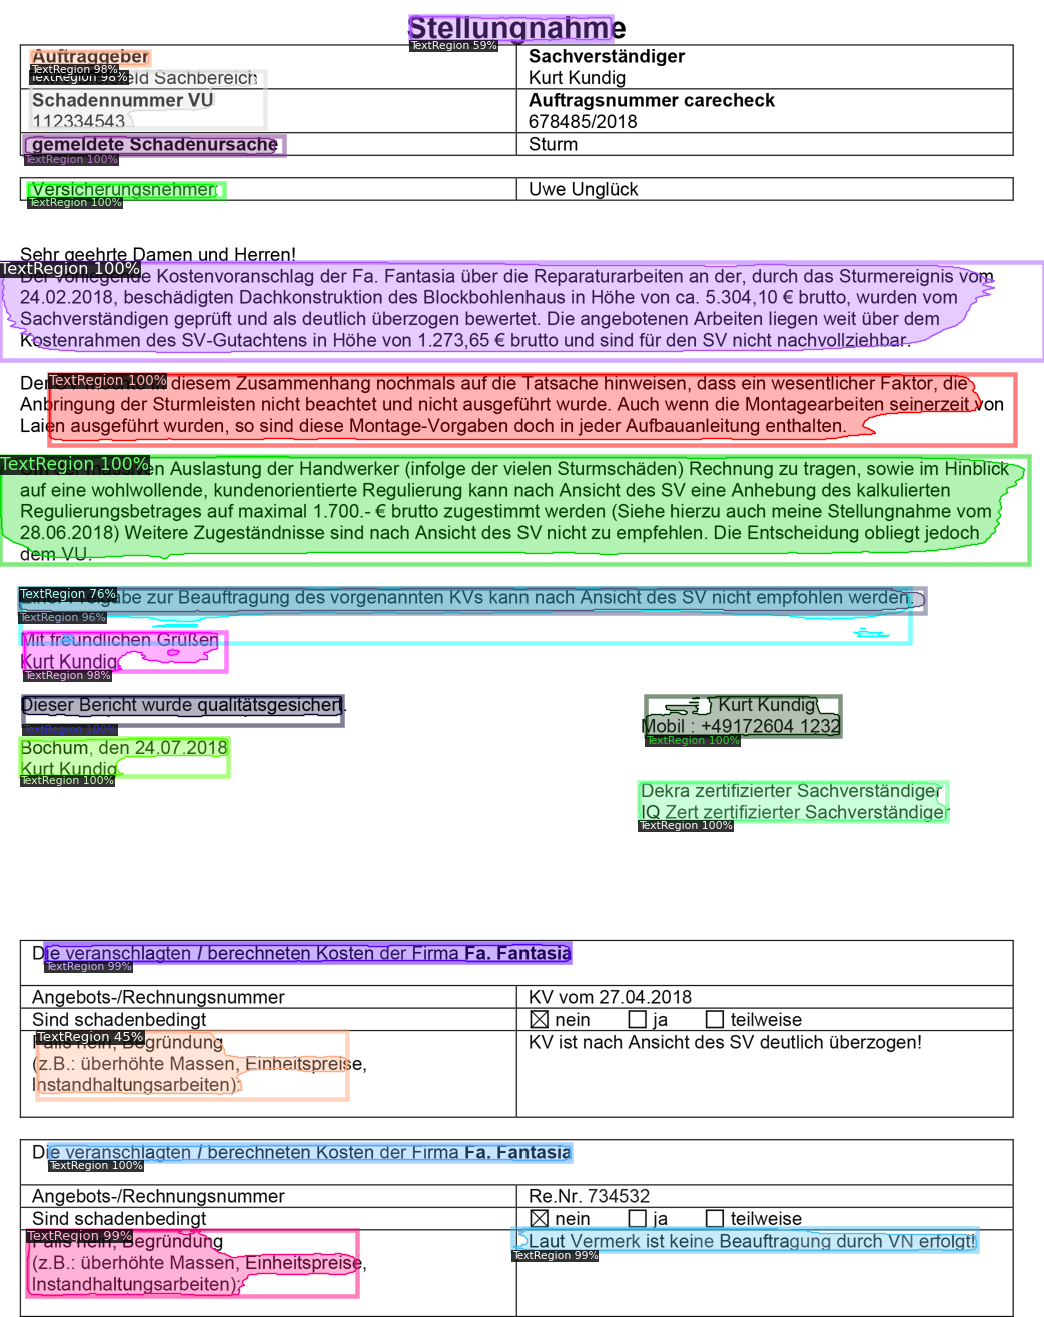 Stellungnahme
TextRegion 59%
Auftraggeber
TextRegion 98%
TextRegion 98%
eld Sachbereich
Sachverständiger
Kurt Kundig
Schadennummer VU
112334543
Auftragsnummer carecheck
678485/2018
gemeldete Schadenursache
TextRegion 100%
Sturm
Versicherungsnehmer:
TextRegion 100%
Uwe Unglück
Sehr geehrte Damen und Herren!
TextRegion 100%
Kostenvoranschlag der Fa. Fantasia über die Reparaturarbeiten an der, durch das Sturmereignis vom
24.02.2018, beschädigten Dachkonstruktion des Blockbohlenhaus in Höhe von ca. 5.304,10 € brutto, wurden vom
Sachverständigen geprüft und als deutlich überzogen bewertet. Die angebotenen Arbeiten liegen weit über dem
Kostenrahmen des SV-Gutachtens in Höhe von 1.273,65 € brutto und sind für den SV nicht nachvollziehbar.
TextRegion 100%
Der diesem Zusammenhang nochmals auf die Tatsache hinweisen, dass ein wesentlicher Faktor, die
Anbringung der Sturmleisten nicht beachtet und nicht ausgeführt wurde. Auch wenn die Montagearbeiten seinerzeit von
Laien ausgeführt wurden, so sind diese Montage-Vorgaben doch in jeder Aufbauanleitung enthalten.
TextRegion 100%
Auslastung der Handwerker (infolge der vielen Sturmschäden) Rechnung zu tragen, sowie im Hinblick
auf eine wohlwollende, kundenorientierte Regulierung kann nach Ansicht des SV eine Anhebung des kalkulierten
Regulierungsbetrages auf maximal 1.700.- € brutto zugestimmt werden (Siehe hierzu auch meine Stellungnahme vom
28.06.2018) Weitere Zugeständnisse sind nach Ansicht des SV nicht zu empfehlen. Die Entscheidung obliegt jedoch
dem VU.
TextRegion 76%
zur Beauftragung des vorgenannten KVs kann nach Ansicht des SV nicht empfohlen werden.
TextRegion 96%
Mit freundlichen Grüßen
Kurt Kundig
TextRegion 98%
Dieser Bericht wurde qualitätsgesichert.
TextRegion 100%
Kurt Kundig
Mobil : +49172604 1232
TextRegion 100%
Bochum, den 24.07.2018
Kurt Kundig
TextRegion 100%
Dekra zertifizierter Sachverständiger
IQ Zert zertifizierter Sachverständiger
TextRegion 100%
Die veranschlagten / berechneten Kosten der Firma Fa. Fantasia
TextRegion 99%
Angebots-/Rechnungsnummer
KV vom 27.04.2018
Sind schadenbedingt
nein ja teilweise
TextRegion 45%
Falls nein, Begründung
(z.B.: überhöhte Massen, Einheitspreise,
Instandhaltungsarbeiten):
KV ist nach Ansicht des SV deutlich überzogen!
Die veranschlagten / berechneten Kosten der Firma Fa. Fantasia
TextRegion 100%
Angebots-/Rechnungsnummer
Re.Nr. 734532
Sind schadenbedingt
nein ja teilweise
TextRegion 99%
Falls nein, Begründung
(z.B.: überhöhte Massen, Einheitspreise,
Instandhaltungsarbeiten):
Laut Vermerk ist keine Beauftragung durch VN erfolgt!
TextRegion 99%